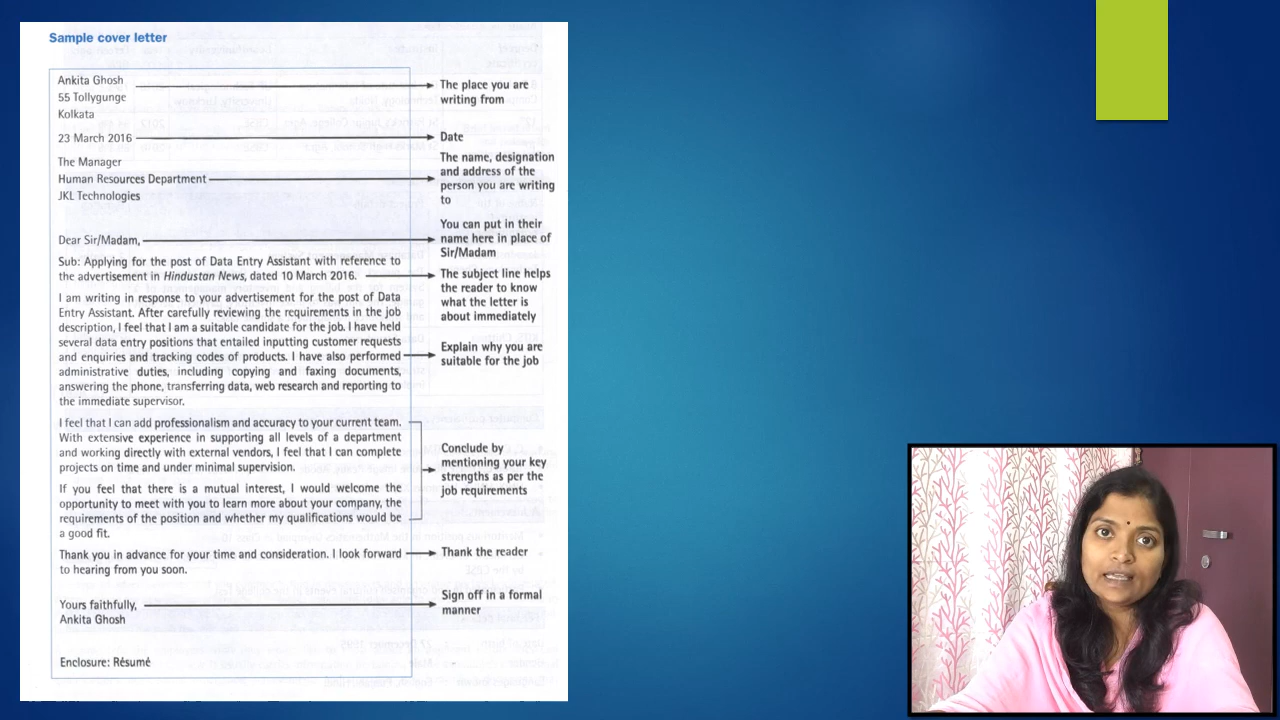 Sample cover letter
Ankita Ghosh
55 Tollygunge
Kolkata
The place you are
writing from
23 March 2016
Date
The Manager
Human Resources Department
JKL Technologies
The name, designation
and address of the
person you are writing
to
Dear Sir/Madam,
You can put in their
name here in place of
Sir/Madam
Sub: Applying for the post of Data Entry Assistant with reference to
the advertisement in Hindustan News, dated 10 March 2016.
The subject line helps
the reader to know
what the letter is
about immediately
I am writing in response to your advertisement for the post of Data
Entry Assistant. After carefully reviewing the requirements in the job
description, I feel that I am a suitable candidate for the job. I have held
several data entry positions that entailed inputting customer requests
and enquiries and tracking codes of products. I have also performed
administrative duties, including copying and faxing documents,
answering the phone, transferring data, web research and reporting to
the immediate supervisor.
Explain why you are
suitable for the job
I feel that I can add professionalism and accuracy to your current team.
With extensive experience in supporting all levels of a department
and working directly with external vendors, I feel that I can complete
projects on time and under minimal supervision.
If you feel that there is a mutual interest, I would welcome the
opportunity to meet with you to learn more about your company, the
requirements of the position and whether my qualifications would be
a good fit.
Conclude by
mentioning your key
strengths as per the
job requirements
Thank you in advance for your time and consideration. I look forward
to hearing from you soon.
Thank the reader
Yours faithfully,
Ankita Ghosh
Sign off in a formal
manner
Enclosure: Résumé